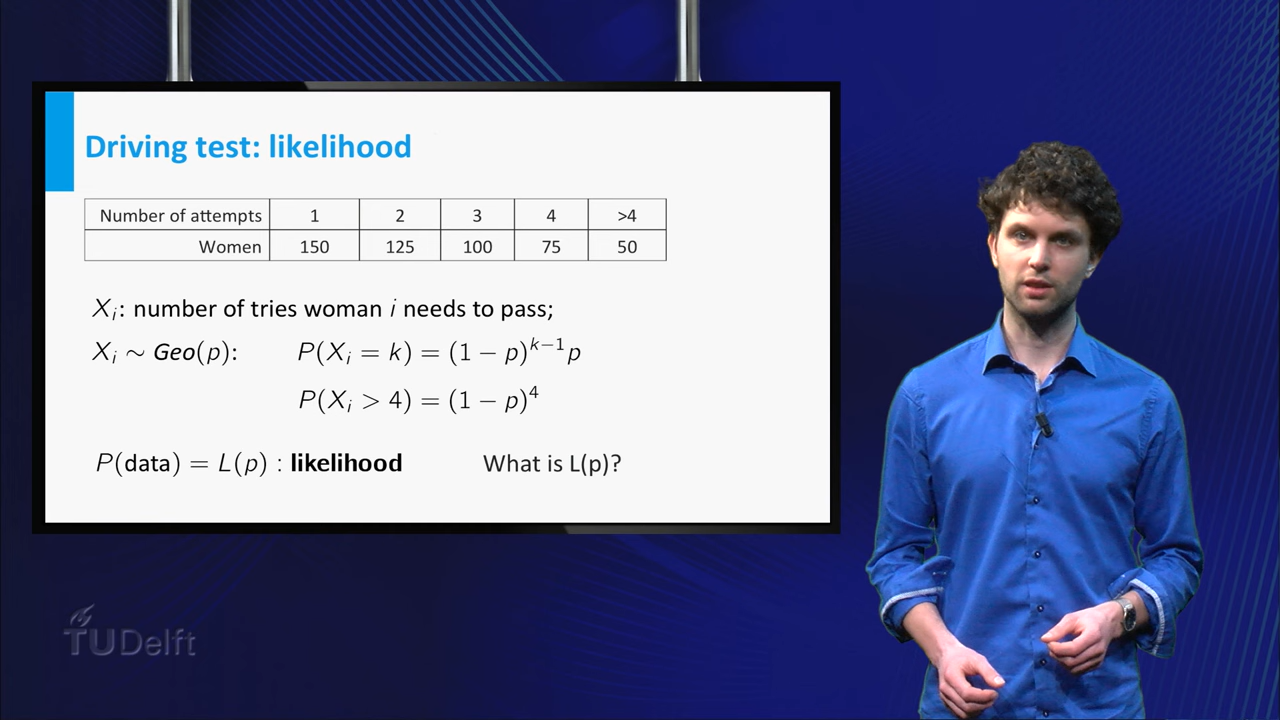 Driving test: likelihood
Number of attempts 1 2 3 4 >4
Women 150 125 100 75 50
Xᵢ: number of tries woman i needs to pass;
Xᵢ ∼ Geo(p): P(Xᵢ = k) = (1 − p)ᵏ⁻¹p
P(Xᵢ > 4) = (1 − p)⁴
P(data) = L(p) : likelihood What is L(p)?
TUDelft